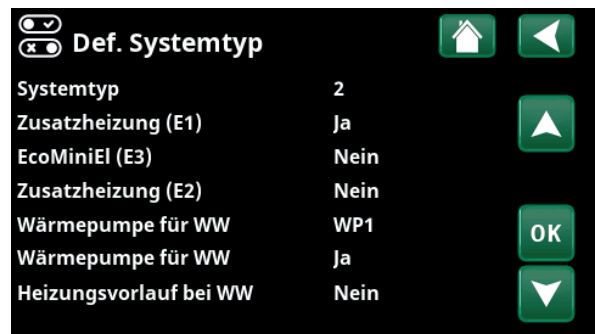 Def. Systemtyp
Systemtyp 2
Zusatzheizung (E1) Ja
EcoMiniEl (E3) Nein
Zusatzheizung (E2) Nein
Wärmepumpe für WW WP1
Wärmepumpe für WW Ja
Heizungsvorlauf bei WW Nein
OK